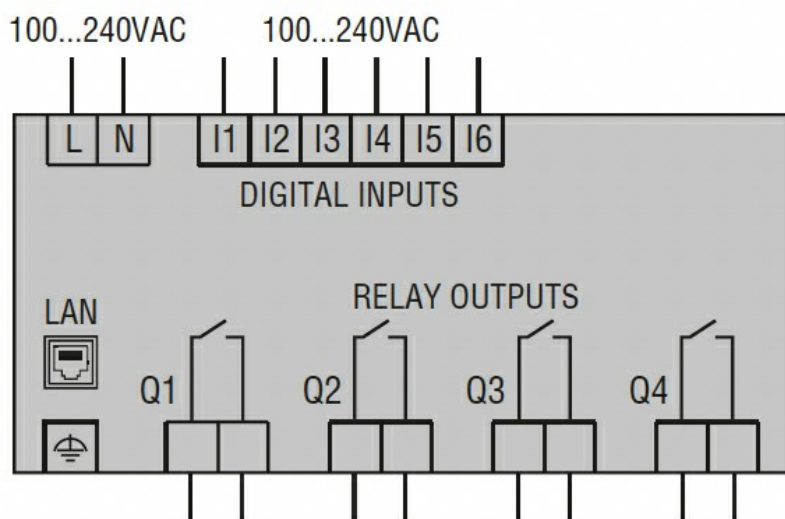 100...240VAC 100...240VAC
L N I1 I2 I3 I4 I5 I6
DIGITAL INPUTS
RELAY OUTPUTS
LAN
Q1 Q2 Q3 Q4